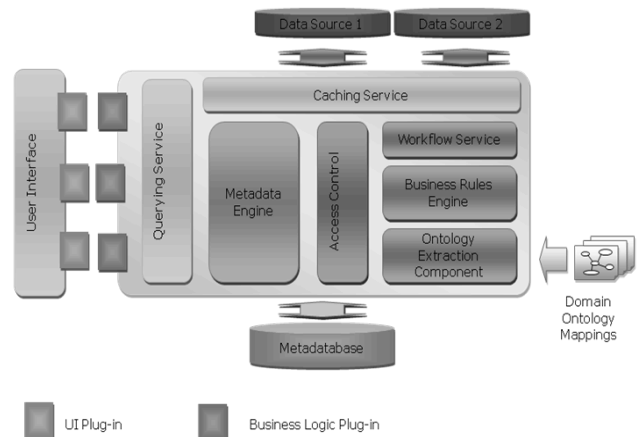 Data Source 1
Data Source 2
User Interface
Querying Service
Caching Service
Metadata
Engine
Access Control
Workflow Service
Business Rules
Engine
Ontology
Extraction
Component
Domain
Ontology
Mappings
Metadatabase
UI Plug-in
Business Logic Plug-in